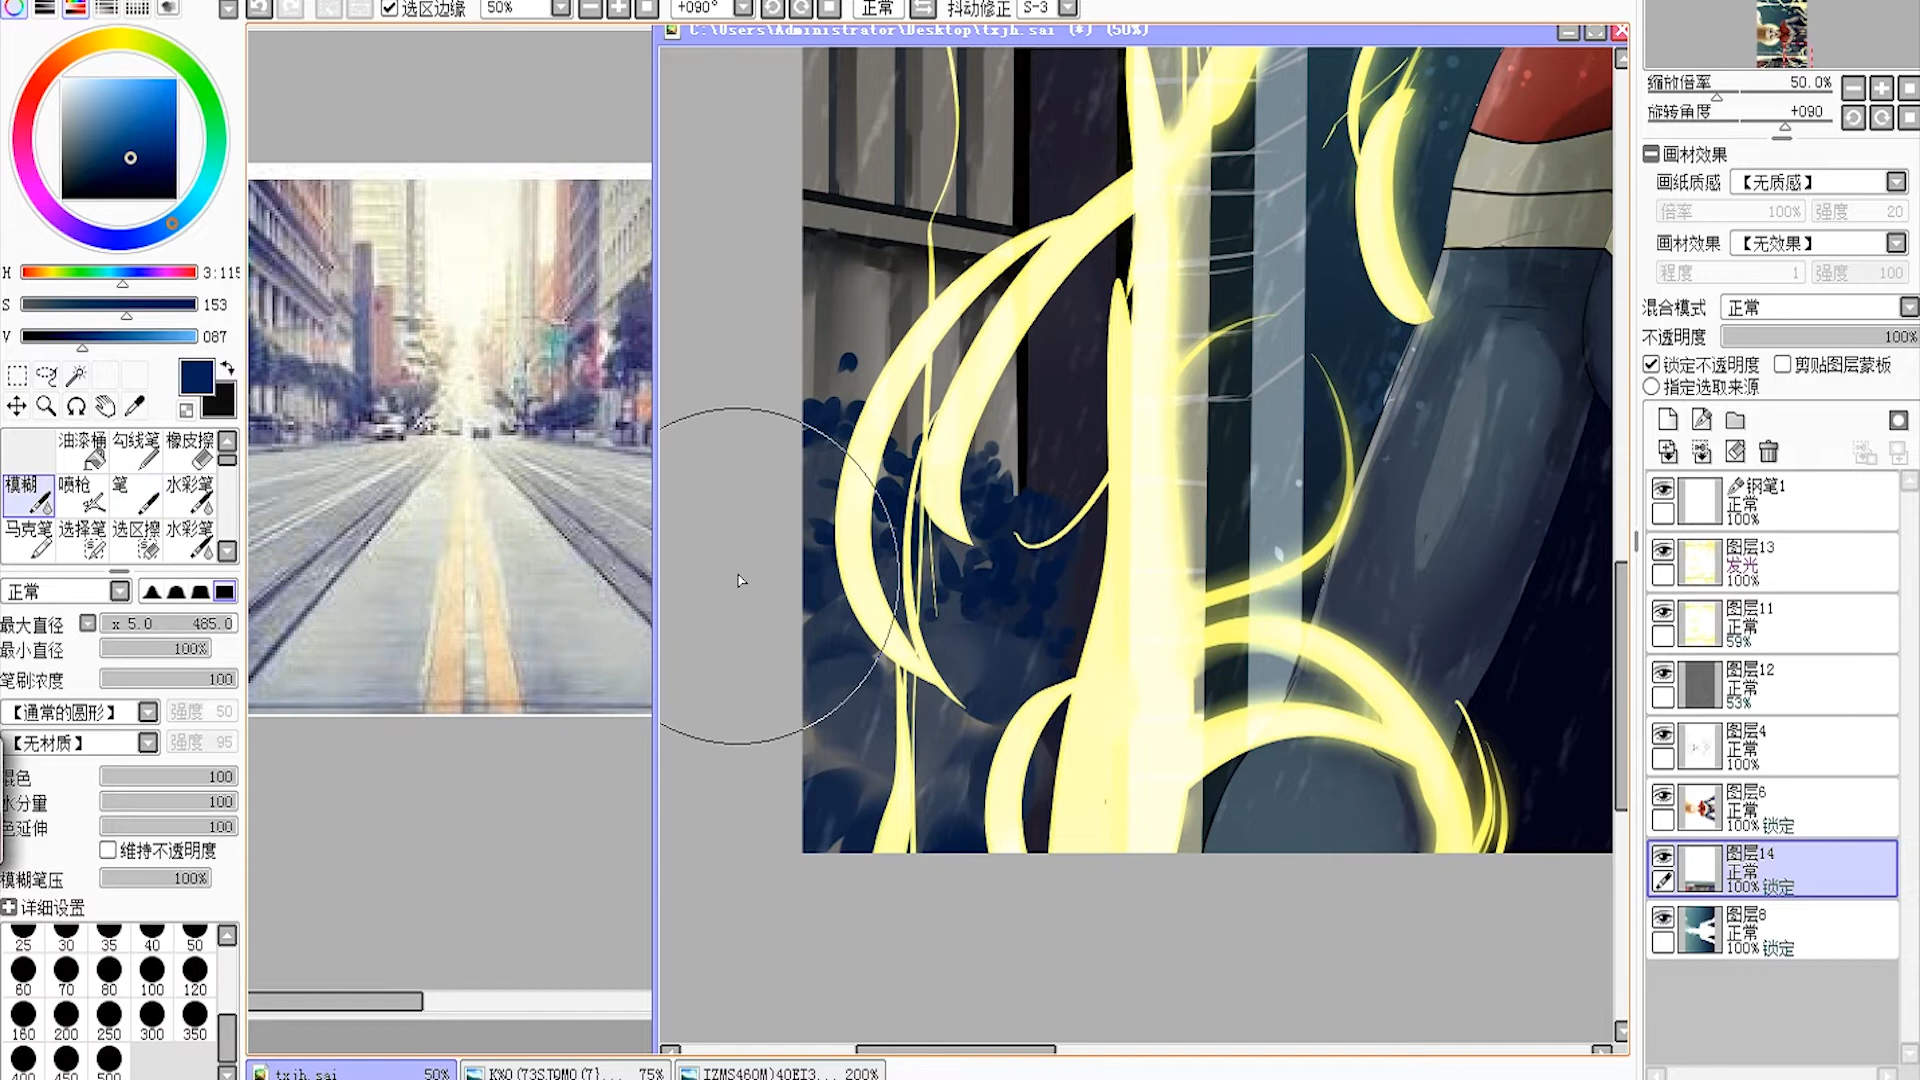 选区边缘 50% +090° 正常 抖动修正 S-3
C:\Users\Administrator\Desktop\txjh.sai (*) (50%)
H
S 153
V 087
油漆桶 勾线笔 橡皮擦
模糊 喷枪 笔 水彩笔
马克笔 选择笔 选区擦 水彩笔
正常
最大直径 x 5.0 485.0
最小直径 100%
笔刷浓度 100
【通常的圆形】 强度 50
【无材质】 强度 95
混色 100
水分量 100
色延伸 100
维持不透明度
模糊笔压 100%
详细设置
25 30 35 40 50
60 70 80 100 120
160 200 250 300 350
400 450 500
缩放倍率 50.0%
旋转角度 +090
画材效果
画纸质感 【无质感】
倍率 100% 强度 20
画材效果 【无效果】
程度 1 强度 100
混合模式 正常
不透明度 100%
锁定不透明度 剪贴图层蒙板
指定选取来源
钢笔1
正常
100%
图层13
发光
100%
图层11
正常
59%
图层12
正常
53%
图层4
正常
100%
图层6
正常
100% 锁定
图层14
正常
100% 锁定
图层8
正常
100% 锁定
txjh.sai 50%
75%
200%